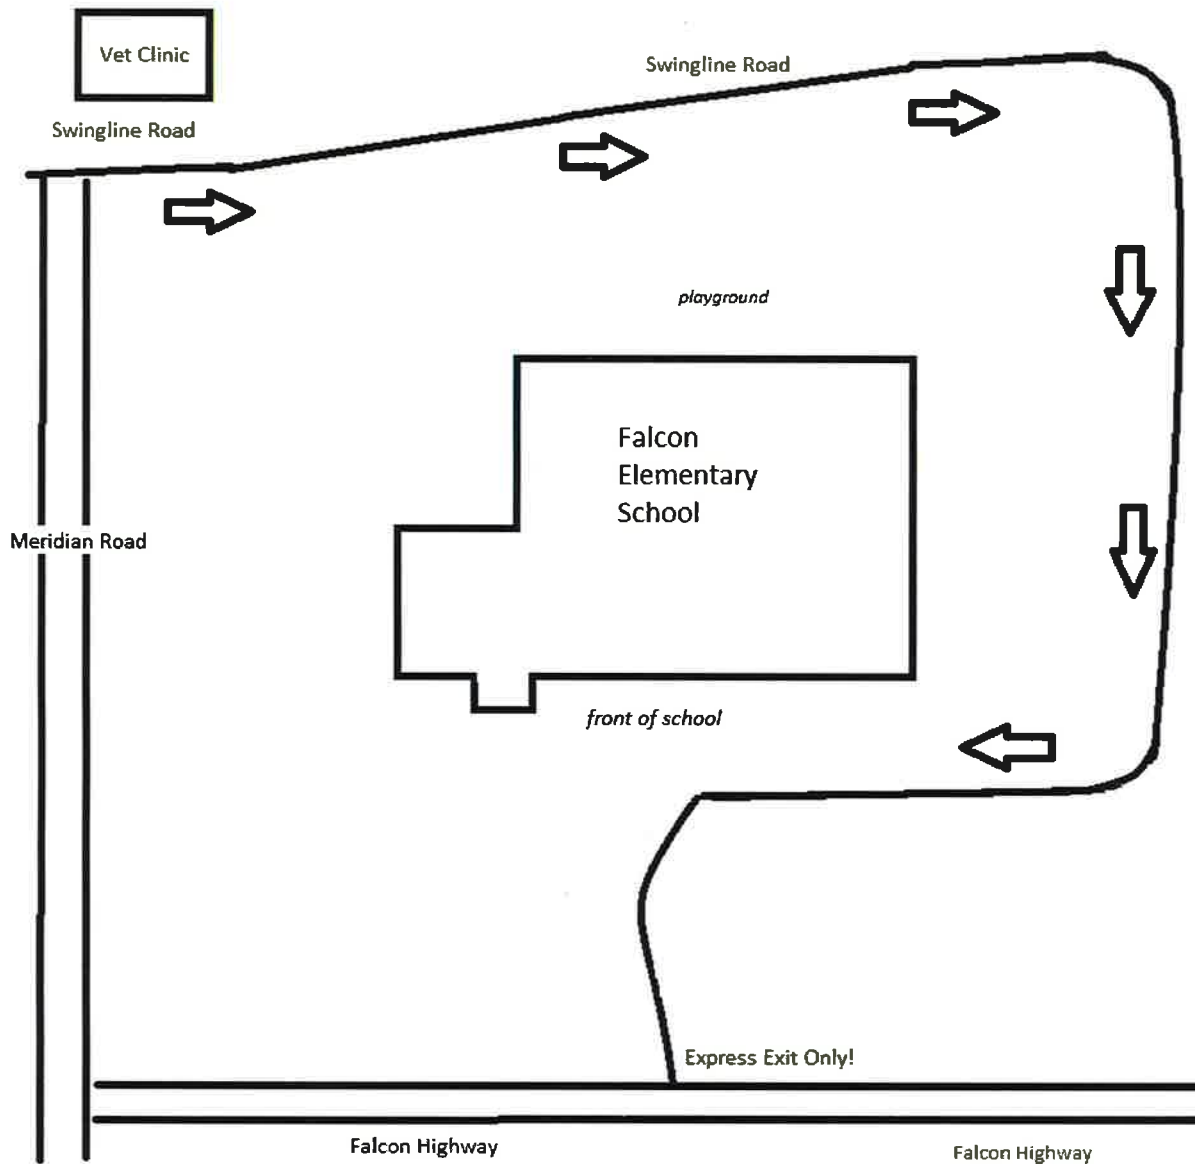 Vet Clinic
Swingline Road
Swingline Road
playground
Falcon
Elementary
School
Meridian Road
front of school
Express Exit Only!
Falcon Highway
Falcon Highway